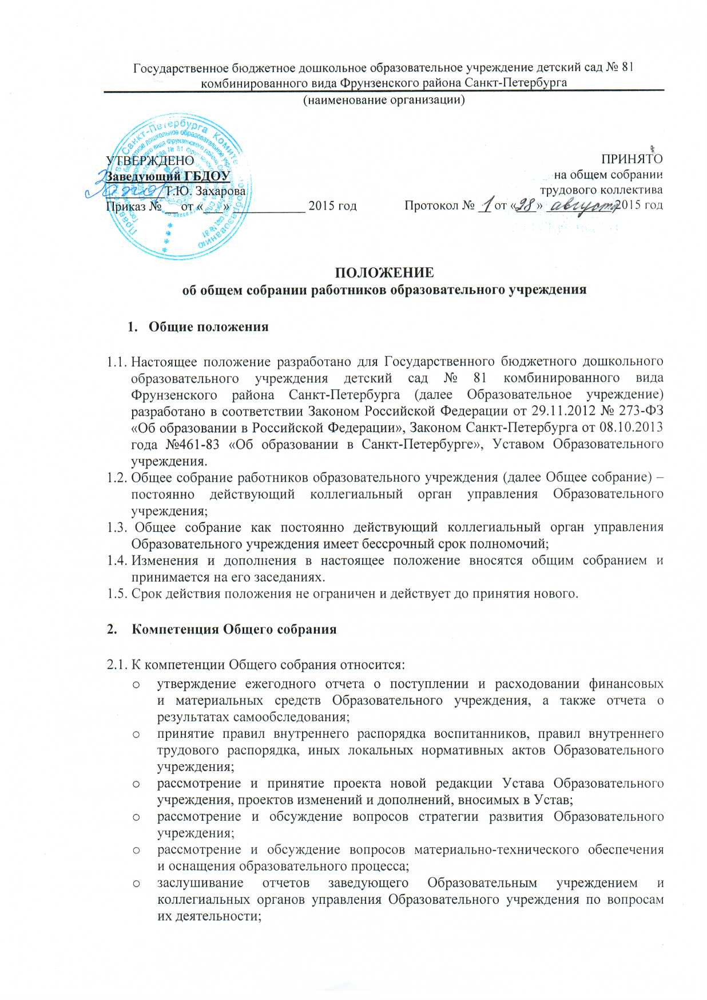 Государственное бюджетное дошкольное образовательное учреждение детский сад № 81
комбинированного вида Фрунзенского района Санкт-Петербурга
(наименование организации)
УТВЕРЖДЕНО
Заведующий ГБДОУ
Т.Ю. Захарова
Приказ № __ от «___» ___________ 2015 год
ПРИНЯТО
на общем собрании
трудового коллектива
Протокол № 1 от «28» августа 2015 год
ПОЛОЖЕНИЕ
об общем собрании работников образовательного учреждения
1. Общие положения
1.1. Настоящее положение разработано для Государственного бюджетного дошкольного
образовательного учреждения детский сад № 81 комбинированного вида
Фрунзенского района Санкт-Петербурга (далее Образовательное учреждение)
разработано в соответствии Законом Российской Федерации от 29.11.2012 № 273-ФЗ
«Об образовании в Российской Федерации», Законом Санкт-Петербурга от 08.10.2013
года №461-83 «Об образовании в Санкт-Петербурге», Уставом Образовательного
учреждения.
1.2. Общее собрание работников образовательного учреждения (далее Общее собрание) –
постоянно действующий коллегиальный орган управления Образовательного
учреждения;
1.3. Общее собрание как постоянно действующий коллегиальный орган управления
Образовательного учреждения имеет бессрочный срок полномочий;
1.4. Изменения и дополнения в настоящее положение вносятся общим собранием и
принимается на его заседаниях.
1.5. Срок действия положения не ограничен и действует до принятия нового.
2. Компетенция Общего собрания
2.1. К компетенции Общего собрания относится:
o утверждение ежегодного отчета о поступлении и расходовании финансовых
и материальных средств Образовательного учреждения, а также отчета о
результатах самообследования;
o принятие правил внутреннего распорядка воспитанников, правил внутреннего
трудового распорядка, иных локальных нормативных актов Образовательного
учреждения;
o рассмотрение и принятие проекта новой редакции Устава Образовательного
учреждения, проектов изменений и дополнений, вносимых в Устав;
o рассмотрение и обсуждение вопросов стратегии развития Образовательного
учреждения;
o рассмотрение и обсуждение вопросов материально-технического обеспечения
и оснащения образовательного процесса;
o заслушивание отчетов заведующего Образовательным учреждением и
коллегиальных органов управления Образовательного учреждения по вопросам
их деятельности;